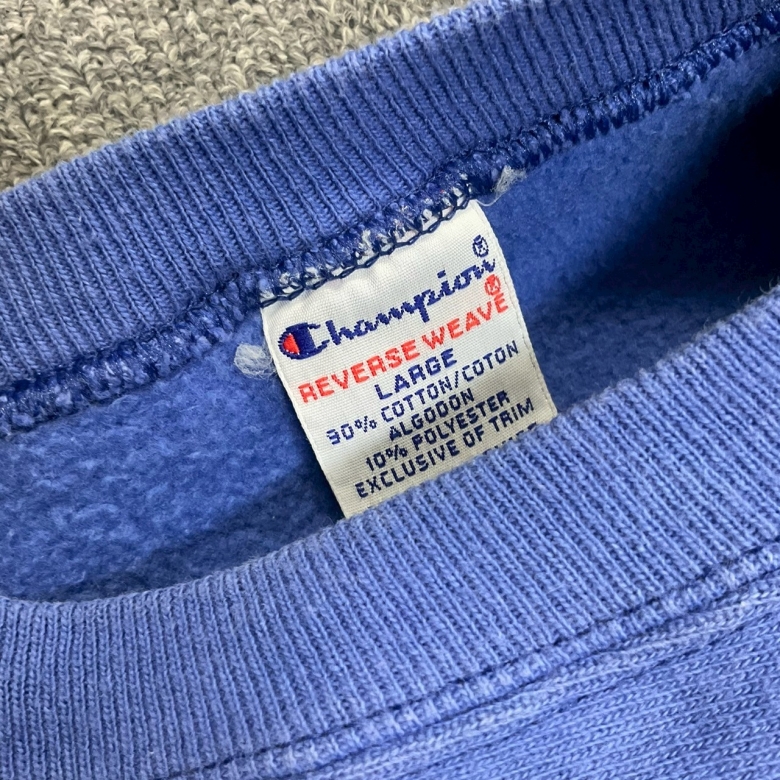 Champion®
REVERSE WEAVE®
LARGE
90% COTTON/COTON
ALGODON
10% POLYESTER
EXCLUSIVE OF TRIM